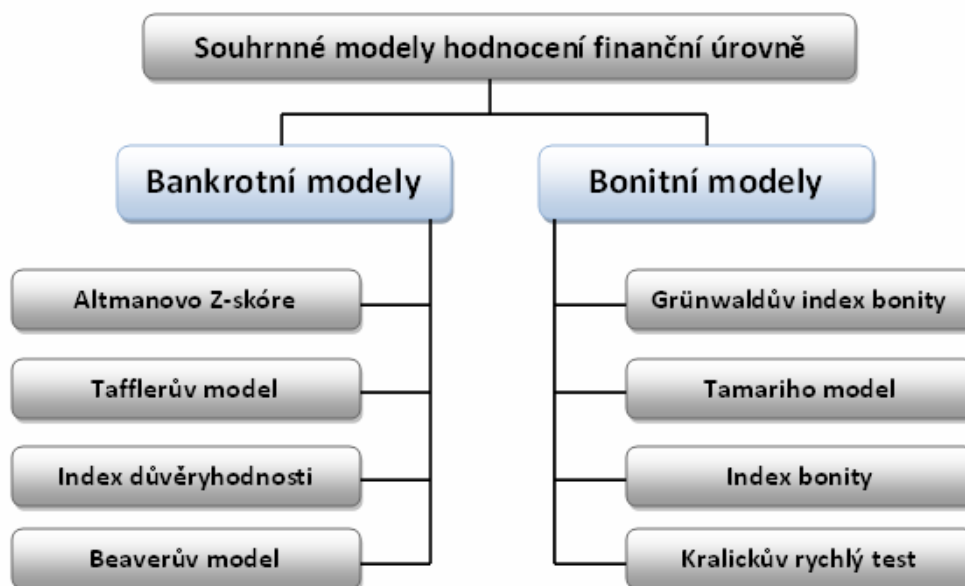 Souhrnné modely hodnocení finanční úrovně
Bankrotní modely
Bonitní modely
Altmanovo Z-skóre
Tafflerův model
Index důvěryhodnosti
Beaverův model
Grünwaldův index bonity
Tamariho model
Index bonity
Kralickův rychlý test